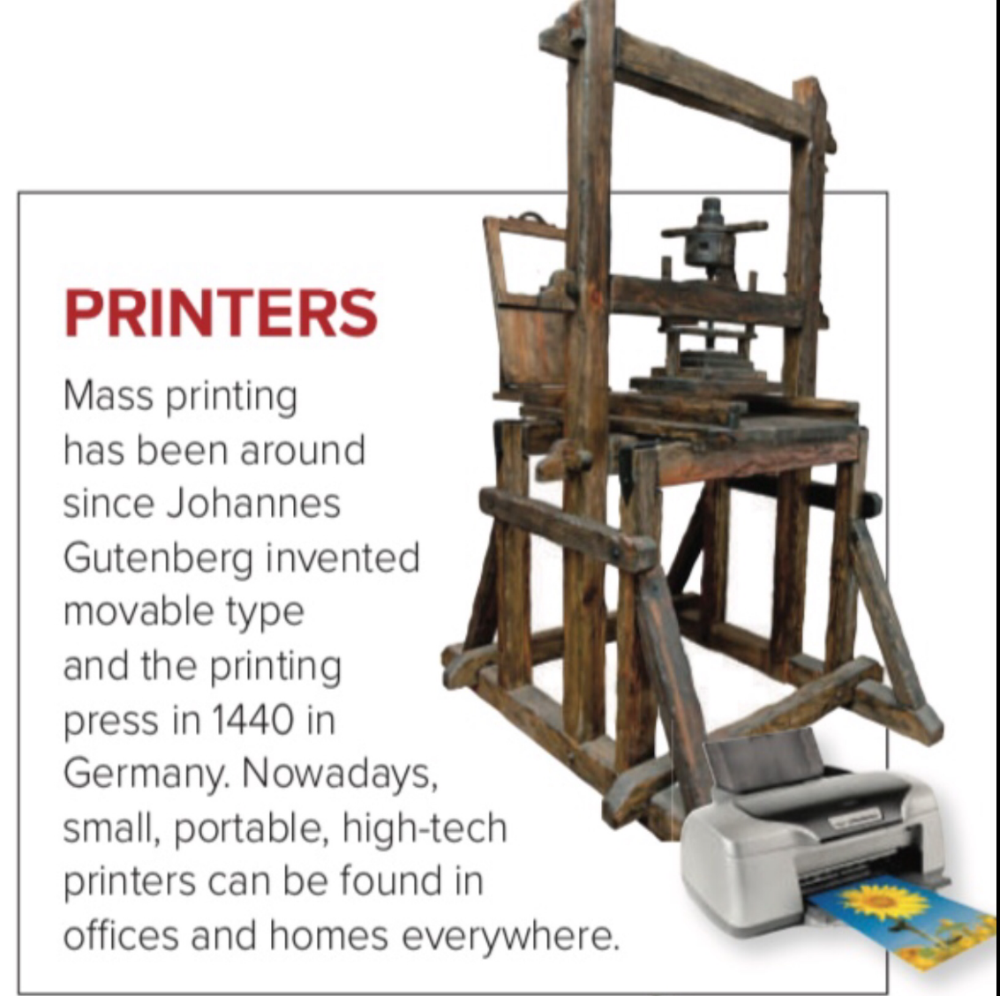 PRINTERS
Mass printing
has been around
since Johannes
Gutenberg invented
movable type
and the printing
press in 1440 in
Germany. Nowadays,
small, portable, high-tech
printers can be found in
offices and homes everywhere.